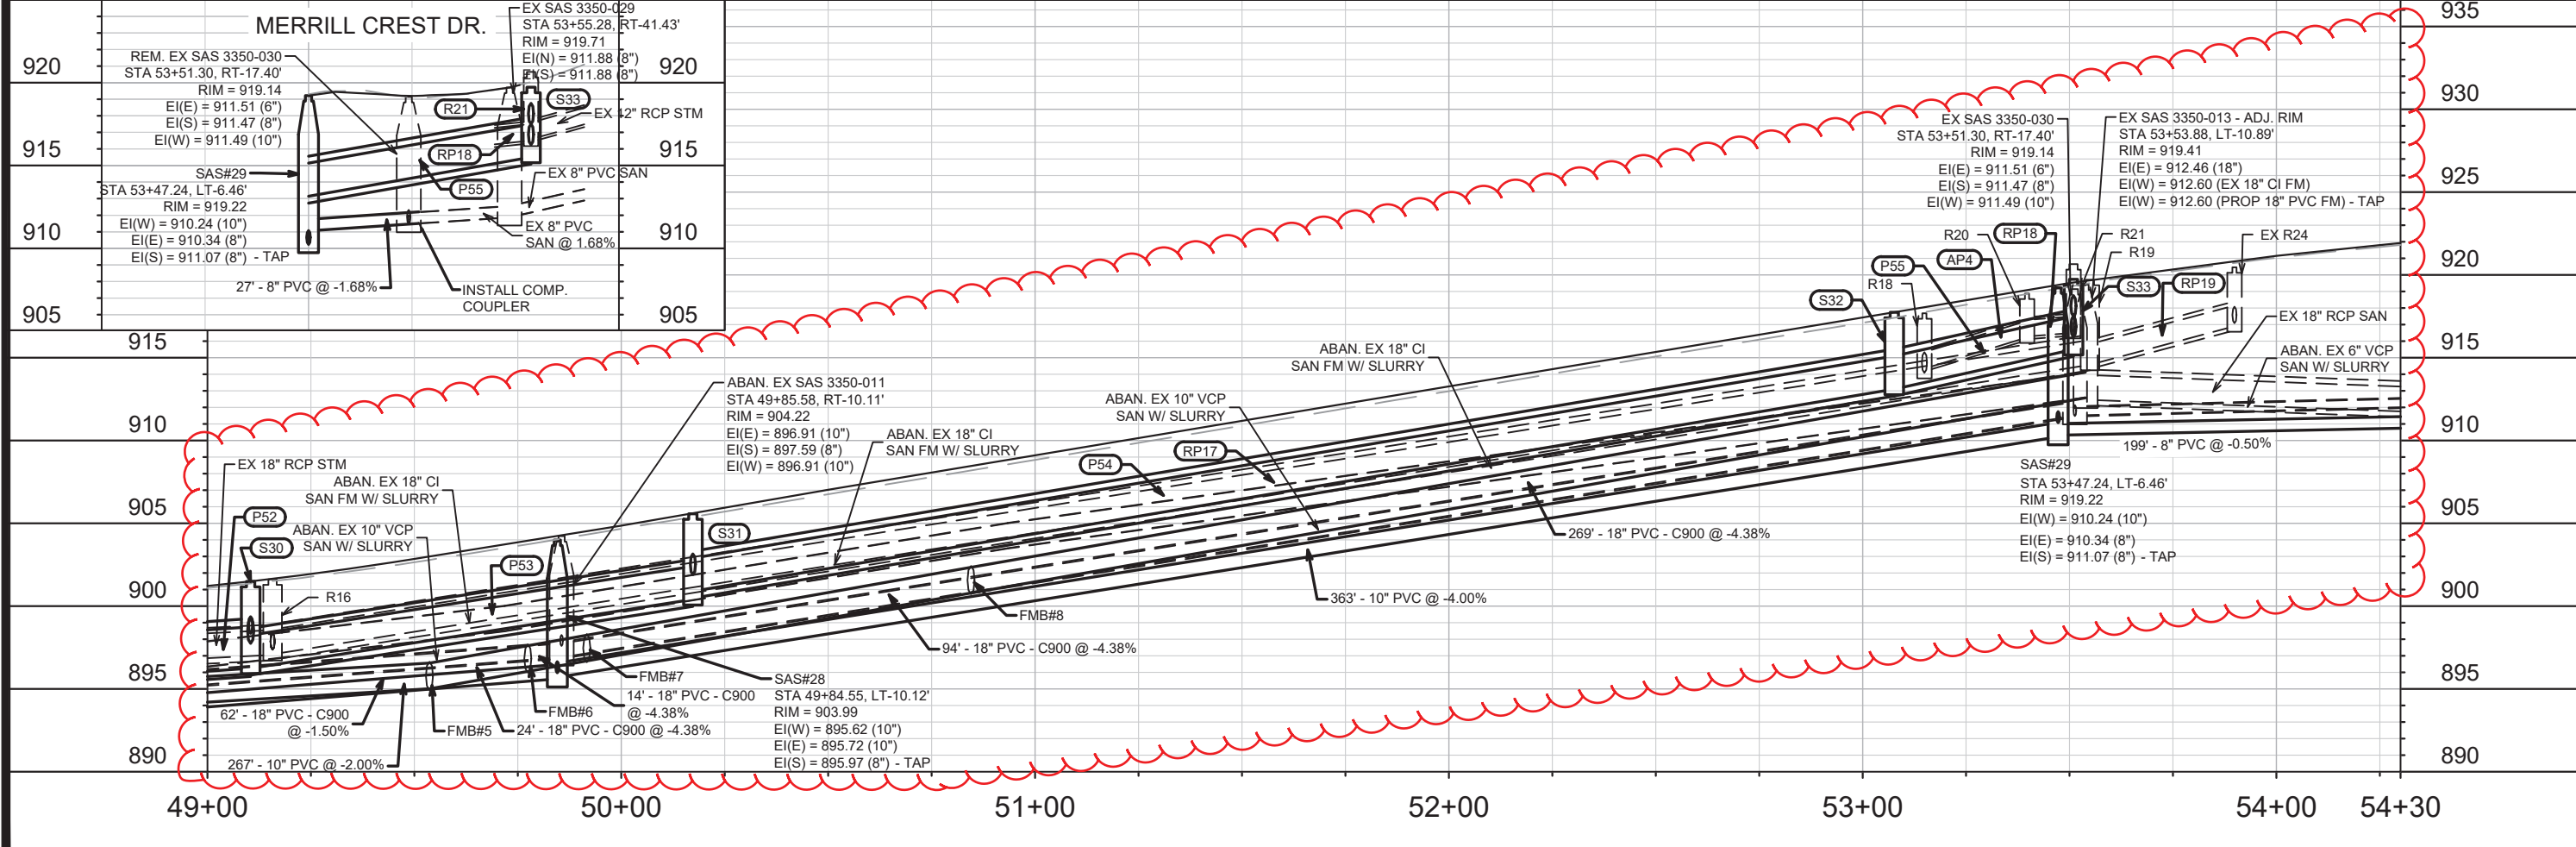 MERRILL CREST DR.
EX SAS 3350-029
STA 53+55.28, RT-41.43'
RIM = 919.71
EI(N) = 911.88 (8")
EI(S) = 911.88 (8")
REM. EX SAS 3350-030
STA 53+51.30, RT-17.40'
RIM = 919.14
EI(E) = 911.51 (6")
EI(S) = 911.47 (8")
EI(W) = 911.49 (10")
920
915
910
905
920
915
910
905
R21
S33
EX 12" RCP STM
RP18
P55
EX 8" PVC SAN
EX 8" PVC
SAN @ 1.68%
SAS#29
STA 53+47.24, LT-6.46'
RIM = 919.22
EI(W) = 910.24 (10")
EI(E) = 910.34 (8")
EI(S) = 911.07 (8") - TAP
27' - 8" PVC @ -1.68%
INSTALL COMP.
COUPLER
915
910
905
900
895
890
935
930
925
920
915
910
905
900
895
890
EX 18" RCP STM
ABAN. EX 18" CI
SAN FM W/ SLURRY
P52
S30
ABAN. EX 10" VCP
SAN W/ SLURRY
R16
P53
ABAN. EX SAS 3350-011
STA 49+85.58, RT-10.11'
RIM = 904.22
EI(E) = 896.91 (10")
EI(S) = 897.59 (8")
EI(W) = 896.91 (10")
ABAN. EX 18" CI
SAN FM W/ SLURRY
S31
P54
RP17
ABAN. EX 10" VCP
SAN W/ SLURRY
ABAN. EX 18" CI
SAN FM W/ SLURRY
269' - 18" PVC - C900 @ -4.38%
363' - 10" PVC @ -4.00%
FMB#8
94' - 18" PVC - C900 @ -4.38%
FMB#7
14' - 18" PVC - C900
@ -4.38%
FMB#6
24' - 18" PVC - C900 @ -4.38%
FMB#5
62' - 18" PVC - C900
@ -1.50%
267' - 10" PVC @ -2.00%
SAS#28
STA 49+84.55, LT-10.12'
RIM = 903.99
EI(W) = 895.62 (10")
EI(E) = 895.72 (10")
EI(S) = 895.97 (8") - TAP
EX SAS 3350-030
STA 53+51.30, RT-17.40'
RIM = 919.14
EI(E) = 911.51 (6")
EI(S) = 911.47 (8")
EI(W) = 911.49 (10")
EX SAS 3350-013 - ADJ. RIM
STA 53+53.88, LT-10.89'
RIM = 919.41
EI(E) = 912.46 (18")
EI(W) = 912.60 (EX 18" CI FM)
EI(W) = 912.60 (PROP 18" PVC FM) - TAP
R20
RP18
R21
EX R24
AP4
R19
P55
R18
S32
S33
RP19
EX 18" RCP SAN
ABAN. EX 6" VCP
SAN W/ SLURRY
199' - 8" PVC @ -0.50%
SAS#29
STA 53+47.24, LT-6.46'
RIM = 919.22
EI(W) = 910.24 (10")
EI(E) = 910.34 (8")
EI(S) = 911.07 (8") - TAP
49+00
50+00
51+00
52+00
53+00
54+00
54+30